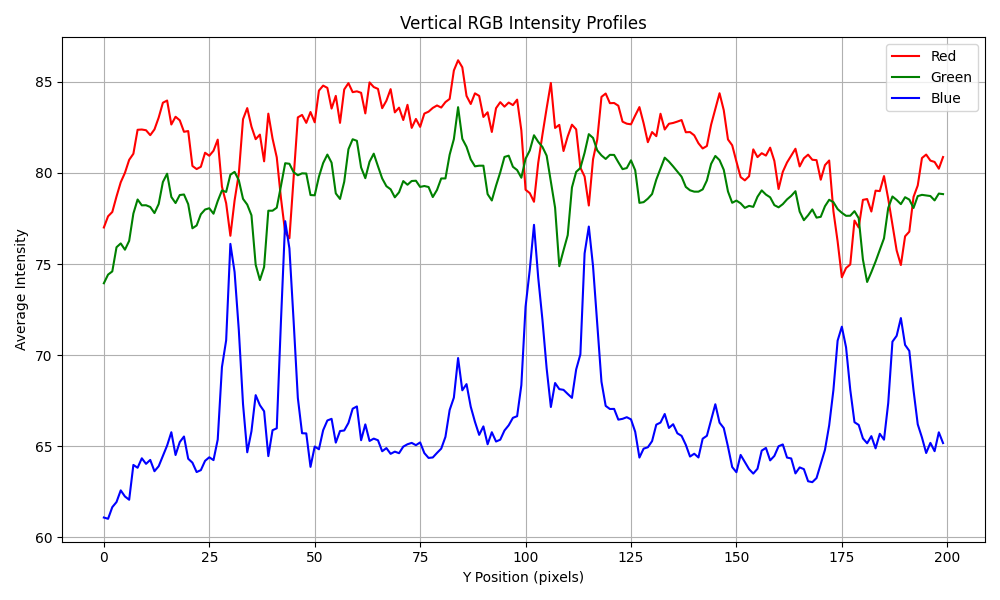 Vertical RGB Intensity Profiles
Red
Green
Blue
85
80
75
70
65
60
Average Intensity
0 25 50 75 100 125 150 175 200
Y Position (pixels)